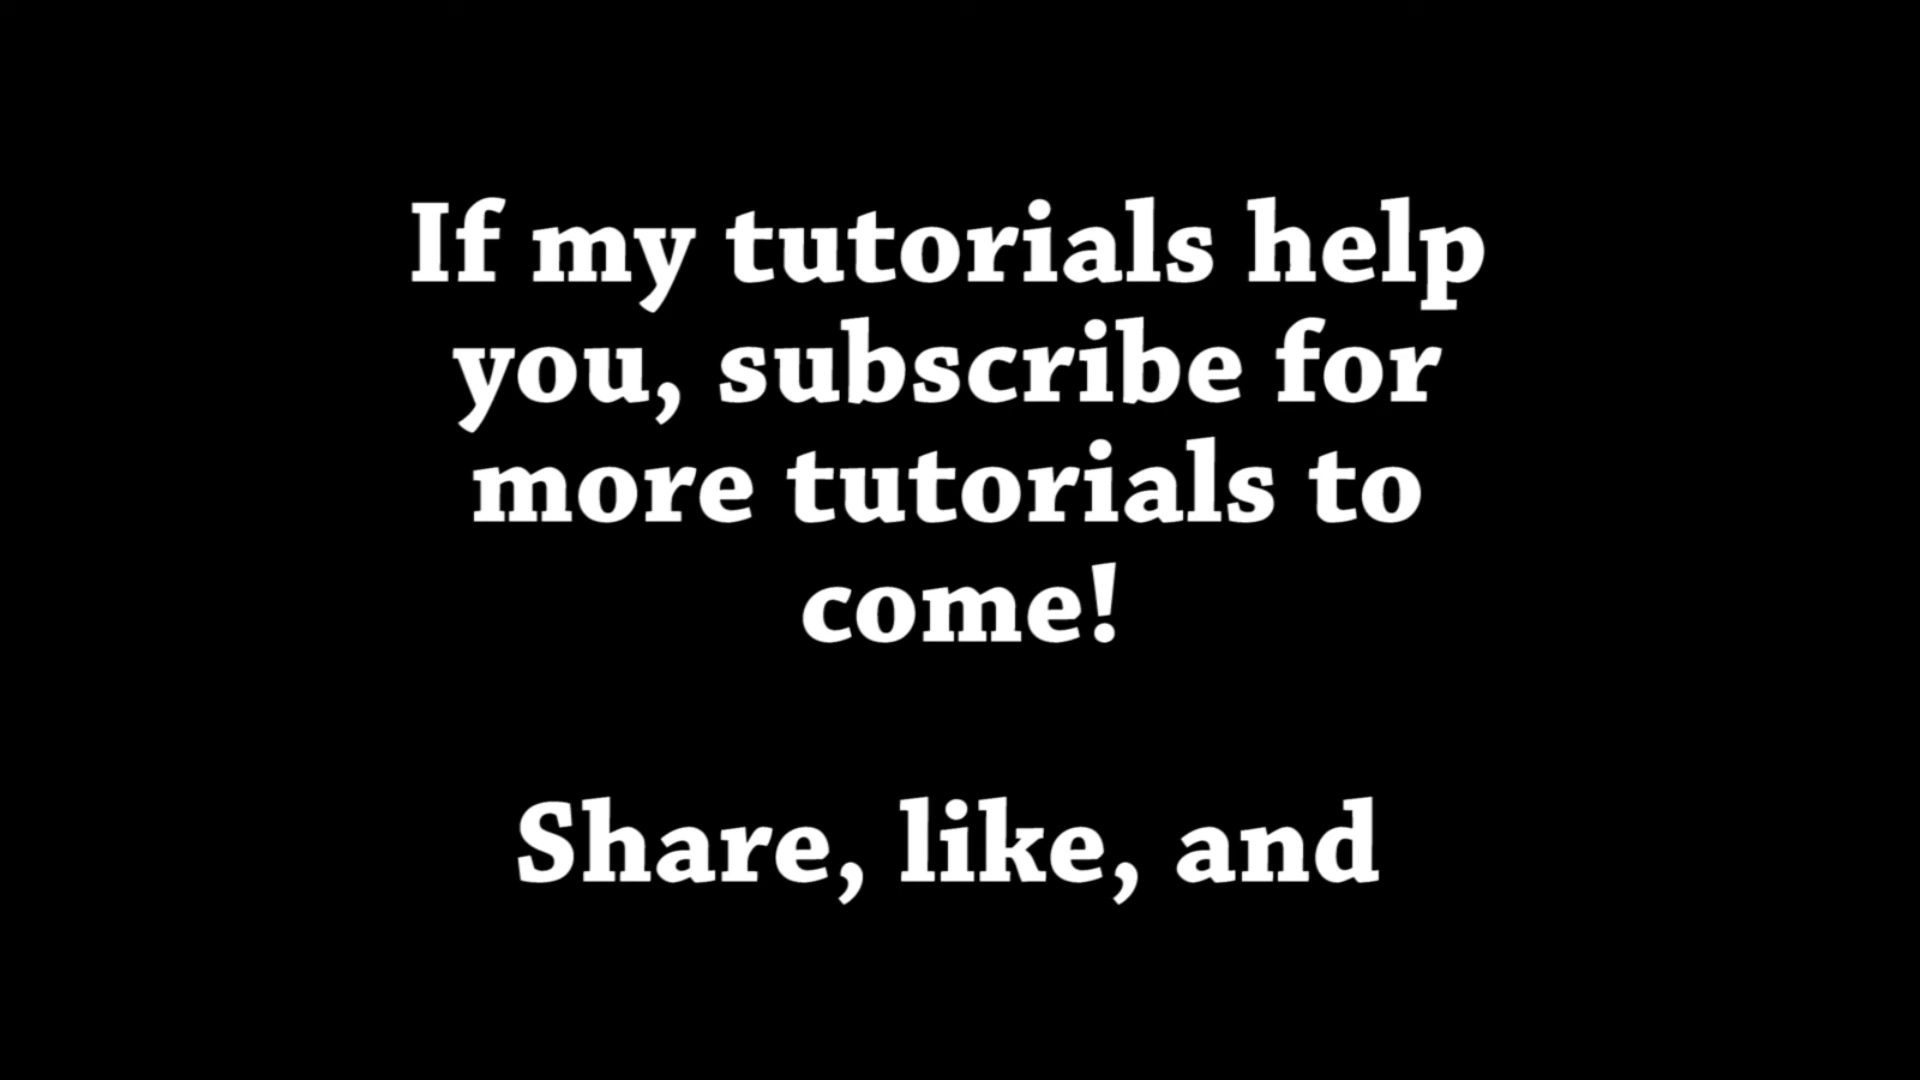 If my tutorials help
you, subscribe for
more tutorials to
come!
Share, like, and